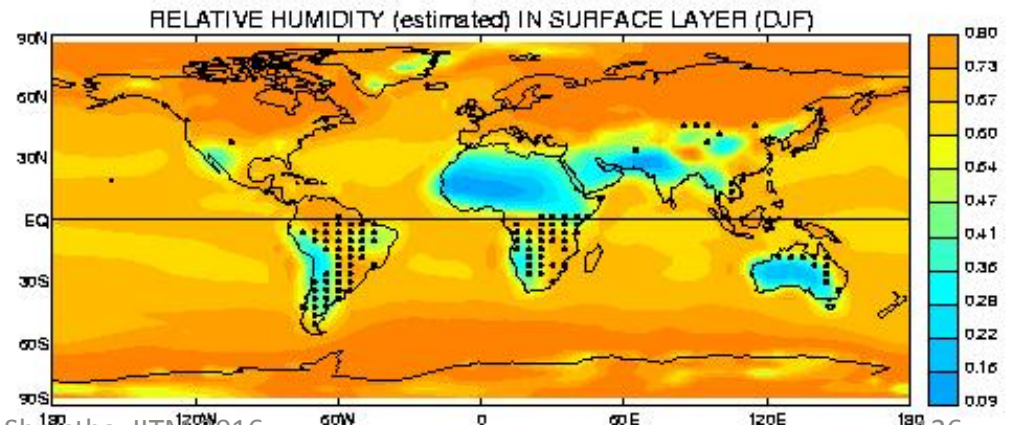 RELATIVE HUMIDITY (estimated) IN SURFACE LAYER (DJF)
90N
60N
30N
EQ
30S
60S
90S
180 120W 60W 0 60E 120E 180
0.80
0.73
0.67
0.60
0.54
0.47
0.41
0.35
0.28
0.22
0.16
0.09
26